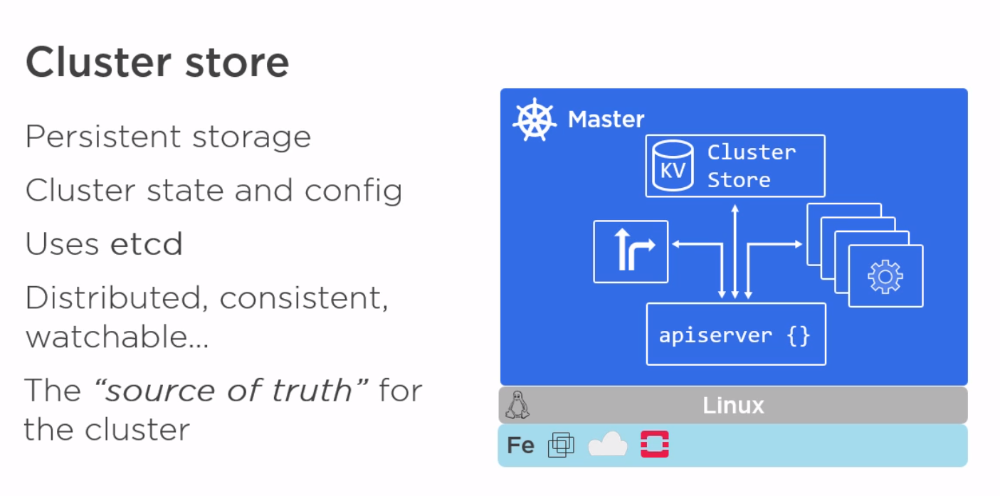 Cluster store
Persistent storage
Cluster state and config
Uses etcd
Distributed, consistent,
watchable...
The “source of truth” for
the cluster
Master
KV
Cluster
Store
apiserver {}
Linux
Fe